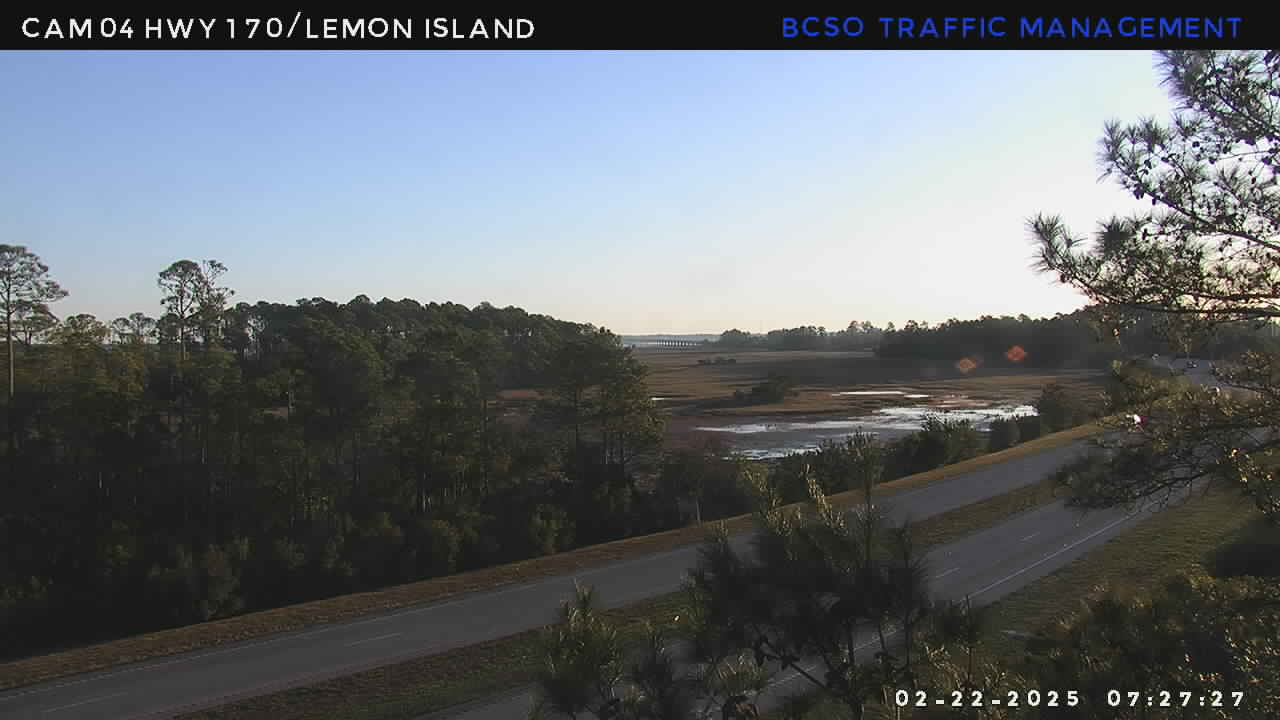 CAM04 HWY 170/LEMON ISLAND
BCSO TRAFFIC MANAGEMENT
02-22-2025 07:27:27